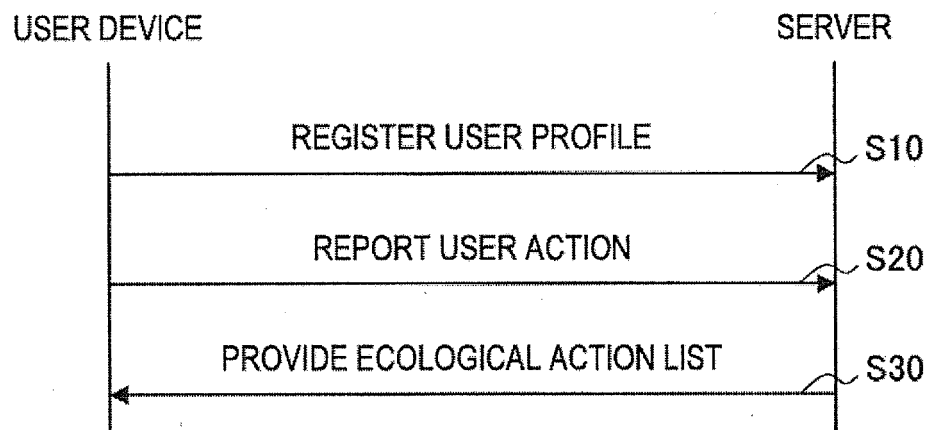 USER DEVICE
SERVER
REGISTER USER PROFILE
S10
REPORT USER ACTION
S20
PROVIDE ECOLOGICAL ACTION LIST
S30